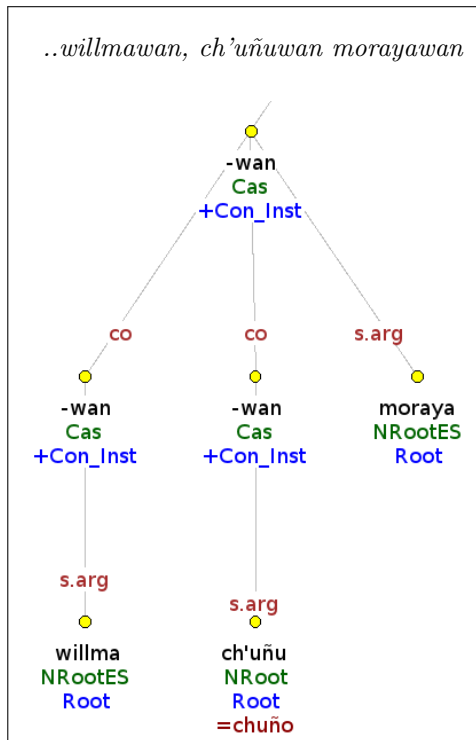 ..willmawan, ch'uñuwan morayawan
-wan
Cas
+Con_Inst
co co s.arg
-wan -wan moraya
Cas Cas NRootES
+Con_Inst +Con_Inst Root
s.arg s.arg
willma ch'uñu
NRootES NRoot
Root Root
=chuño